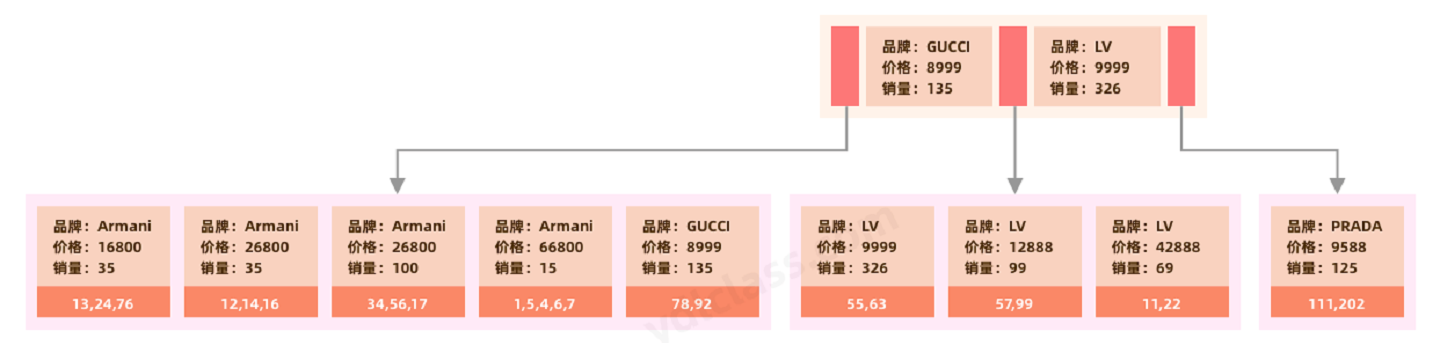 品牌：GUCCI
价格：8999
销量：135
品牌：LV
价格：9999
销量：326
品牌：Armani
价格：16800
销量：35
13,24,76
品牌：Armani
价格：26800
销量：35
12,14,16
品牌：Armani
价格：26800
销量：100
34,56,17
品牌：Armani
价格：66800
销量：15
1,5,4,6,7
品牌：GUCCI
价格：8999
销量：135
78,92
品牌：LV
价格：9999
销量：326
55,63
品牌：LV
价格：12888
销量：99
57,99
品牌：LV
价格：42888
销量：69
11,22
品牌：PRADA
价格：9588
销量：125
111,202